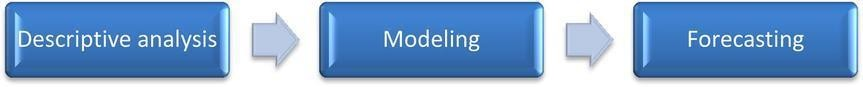 Descriptive analysis
Modeling
Forecasting